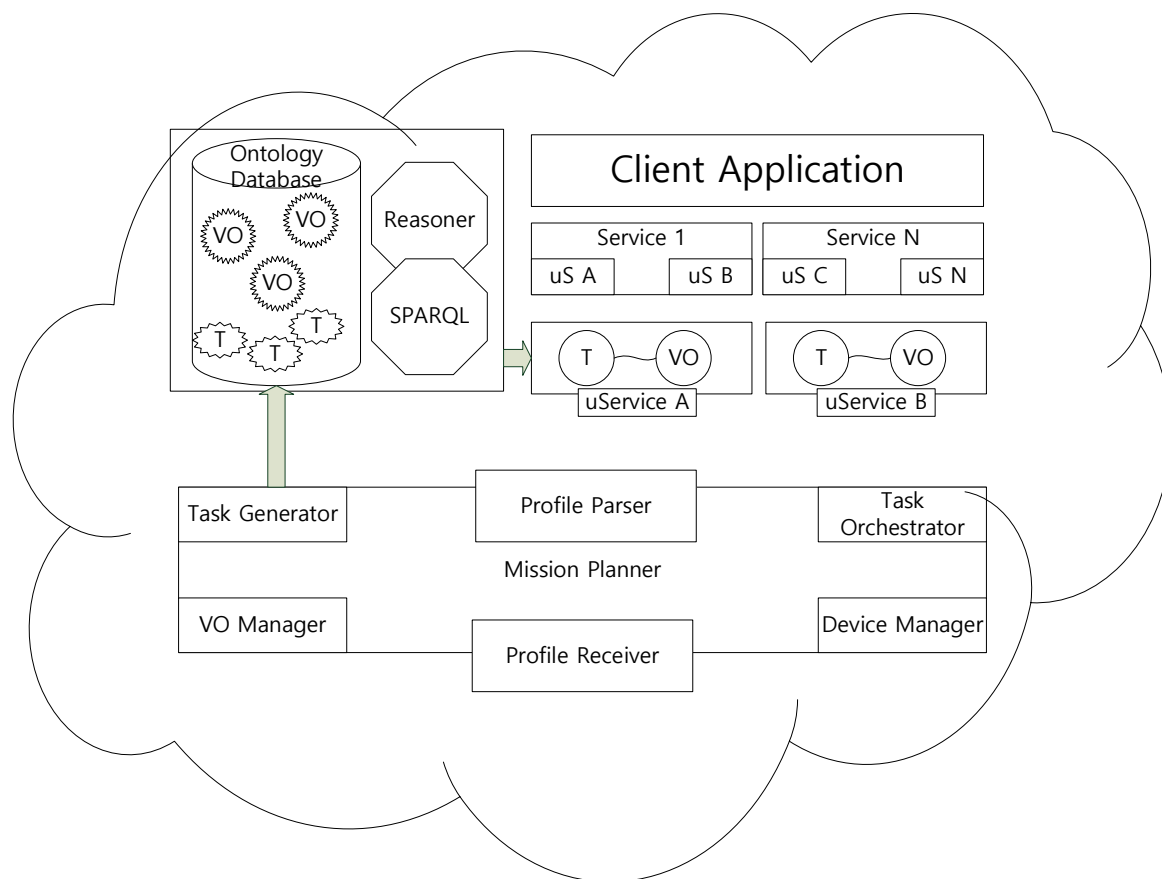 Ontology
Database
VO
VO
VO
T
T
T
Reasoner
SPARQL
Client Application
Service 1
uS A
uS B
Service N
uS C
uS N
T
VO
uService A
T
VO
uService B
Task Generator
Profile Parser
Task
Orchestrator
Mission Planner
VO Manager
Profile Receiver
Device Manager